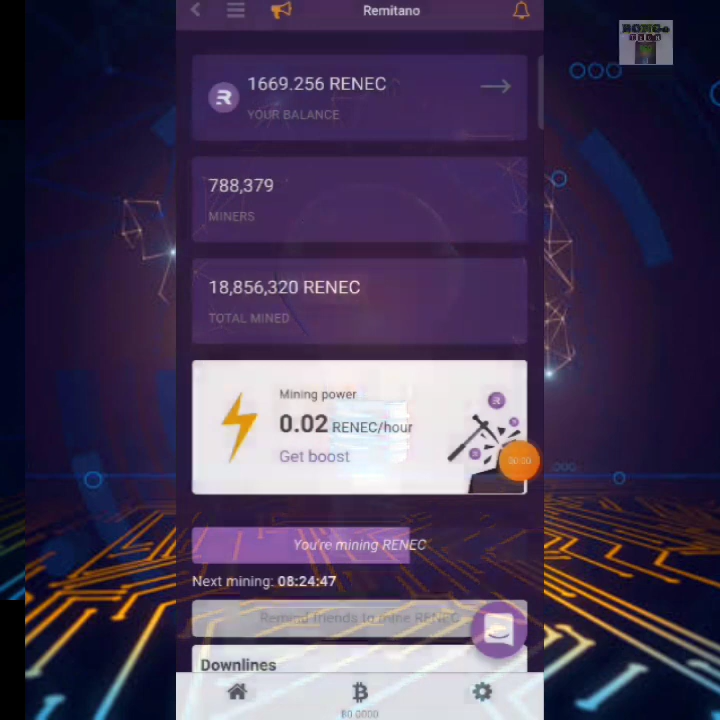 Remitano
1669.256 RENEC
YOUR BALANCE
788,379
MINERS
18,856,320 RENEC
TOTAL MINED
Mining power
0.02 RENEC/hour
Get boost
00:00
You're mining RENEC
Next mining: 08:24:47
Remind friends to mine RENEC
Downlines